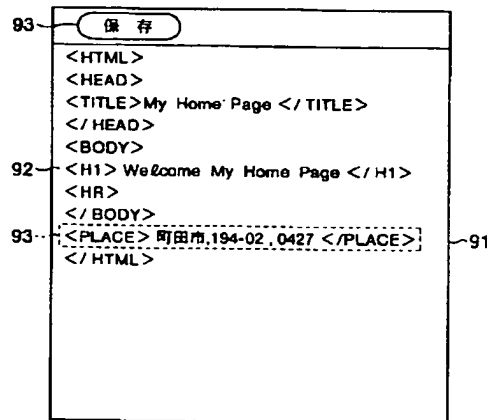 93 保存
<HTML>
<HEAD>
<TITLE>My Home Page </TITLE>
</HEAD>
<BODY>
92 <H1> Welcome My Home Page </H1>
<HR>
</BODY>
93 <PLACE> 町田市,194-02,0427 </PLACE> 91
</HTML>